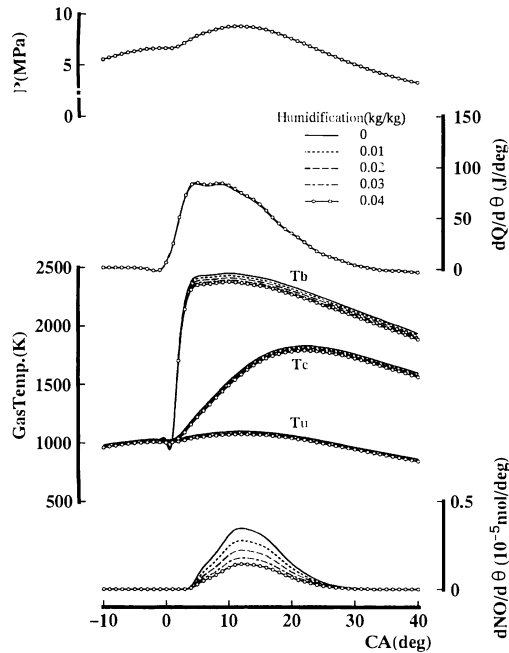 10
5
0
P(MPa)
Humidification(kg/kg)
0
0.01
0.02
0.03
0.04
150
100
50
0
dQ/d θ (J/deg)
2500
2000
1500
1000
500
GasTemp.(K)
Tb
Tc
Tu
0.5
0
dNO/d θ (10⁻⁵mol/deg)
−10 0 10 20 30 40
CA(deg)